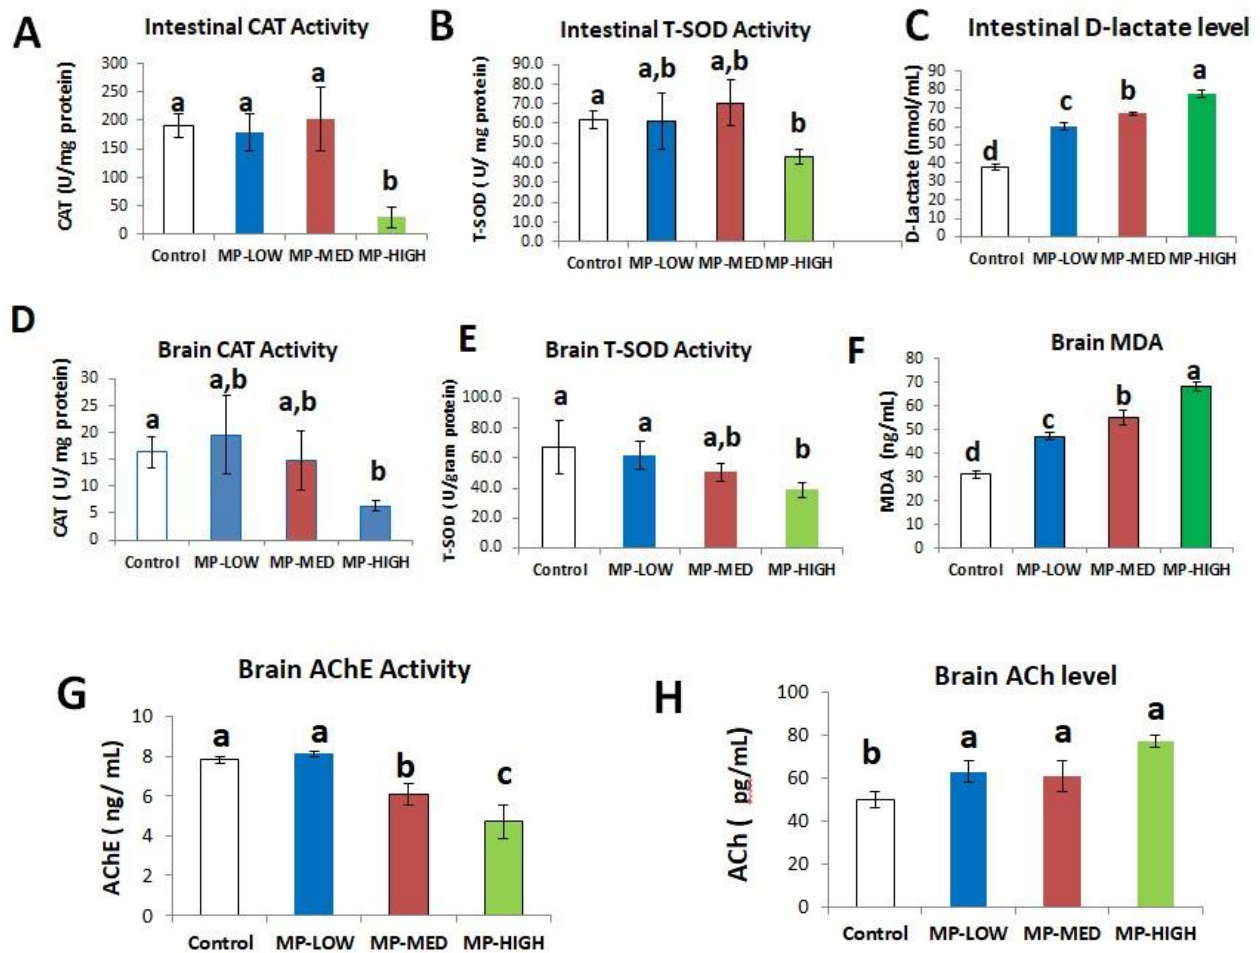 A
Intestinal CAT Activity
CAT (U/mg protein)
300
250
200
150
100
50
0
a
a
a
b
Control MP-LOW MP-MED MP-HIGH
B
Intestinal T-SOD Activity
T-SOD ( U/ mg protein)
90.0
80.0
70.0
60.0
50.0
40.0
30.0
20.0
10.0
0.0
a
a,b
a,b
b
Control MP-LOW MP-MED MP-HIGH
C
Intestinal D-lactate level
D-Lactate (nmol/mL)
90
80
70
60
50
40
30
20
10
0
d
c
b
a
Control MP-LOW MP-MED MP-HIGH
D
Brain CAT Activity
CAT ( U/ mg protein)
30
25
20
15
10
5
0
a
a,b
a,b
b
Control MP-LOW MP-MED MP-HIGH
E
Brain T-SOD Activity
T-SOD (U/gram protein)
100.0
80.0
60.0
40.0
20.0
0.0
a
a
a,b
b
Control MP-LOW MP-MED MP-HIGH
F
Brain MDA
MDA (ng/mL)
80
70
60
50
40
30
20
10
0
d
c
b
a
Control MP-LOW MP-MED MP-HIGH
G
Brain AChE Activity
AChE ( ng/ mL)
10
8
6
4
2
0
a
a
b
c
Control MP-LOW MP-MED MP-HIGH
H
Brain ACh level
ACh ( pg/mL)
100
80
60
40
20
0
b
a
a
a
Control MP-LOW MP-MED MP-HIGH